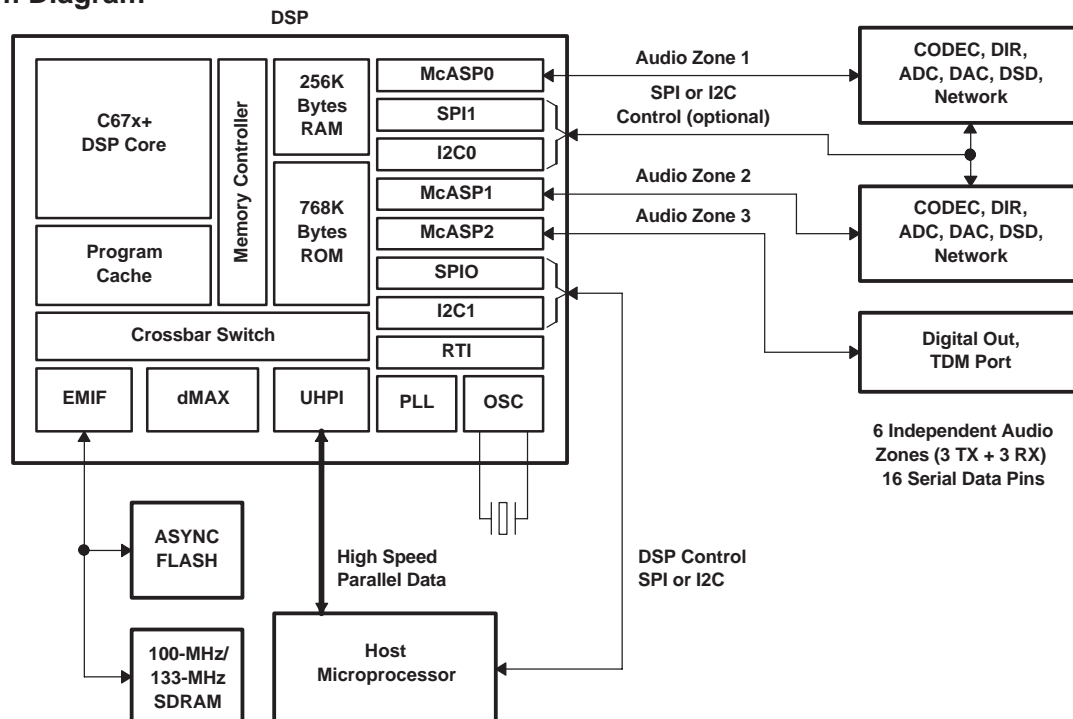 DSP
C67x+
DSP Core
Program
Cache
Memory Controller
256K
Bytes
RAM
768K
Bytes
ROM
Crossbar Switch
EMIF
dMAX
UHPI
McASP0
SPI1
I2C0
McASP1
McASP2
SPIO
I2C1
RTI
PLL
OSC
Audio Zone 1
SPI or I2C
Control (optional)
Audio Zone 2
Audio Zone 3
CODEC, DIR,
ADC, DAC, DSD,
Network
CODEC, DIR,
ADC, DAC, DSD,
Network
Digital Out,
TDM Port
6 Independent Audio
Zones (3 TX + 3 RX)
16 Serial Data Pins
ASYNC
FLASH
100-MHz/
133-MHz
SDRAM
High Speed
Parallel Data
Host
Microprocessor
DSP Control
SPI or I2C